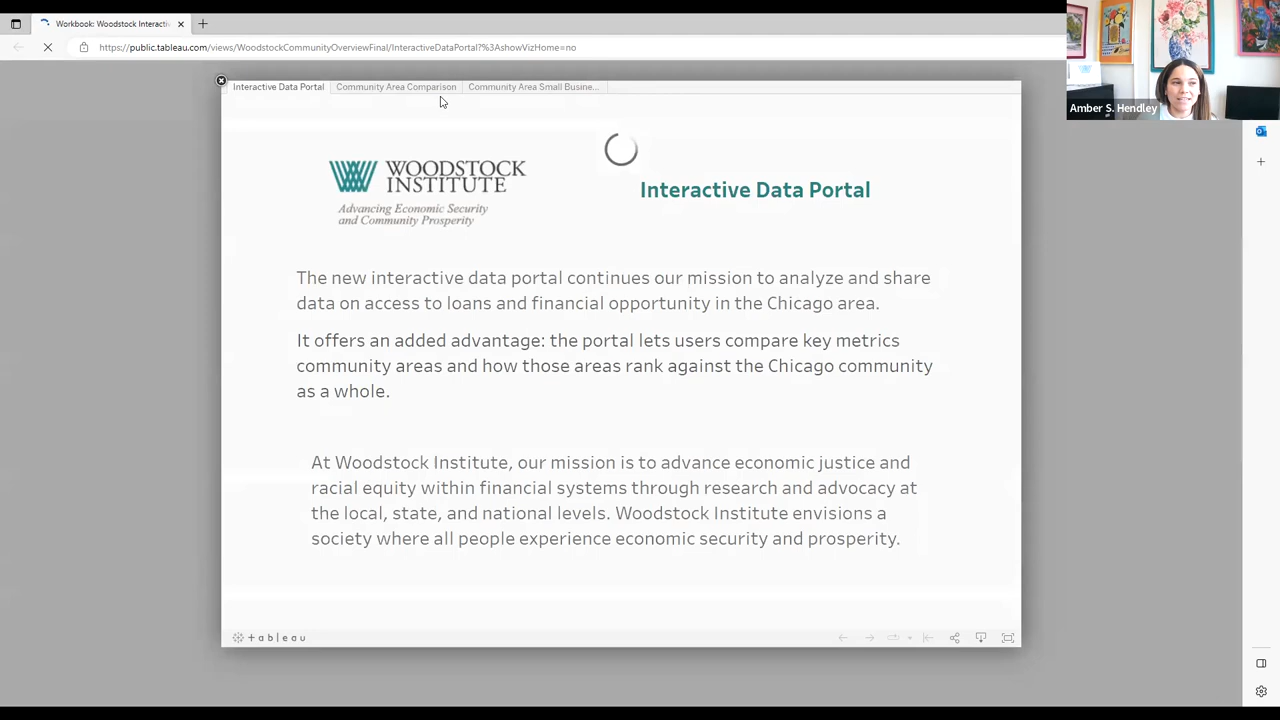 Workbook: Woodstock Interacti
https://public.tableau.com/views/WoodstockCommunityOverviewFinal/InteractiveDataPortal?%3AshowVizHome=no
Amber S. Hendley
Interactive Data Portal
Community Area Comparison
Community Area Small Busine...
WOODSTOCK
INSTITUTE
Advancing Economic Security
and Community Prosperity
Interactive Data Portal
The new interactive data portal continues our mission to analyze and share
data on access to loans and financial opportunity in the Chicago area.
It offers an added advantage: the portal lets users compare key metrics
community areas and how those areas rank against the Chicago community
as a whole.
At Woodstock Institute, our mission is to advance economic justice and
racial equity within financial systems through research and advocacy at
the local, state, and national levels. Woodstock Institute envisions a
society where all people experience economic security and prosperity.
+ableau